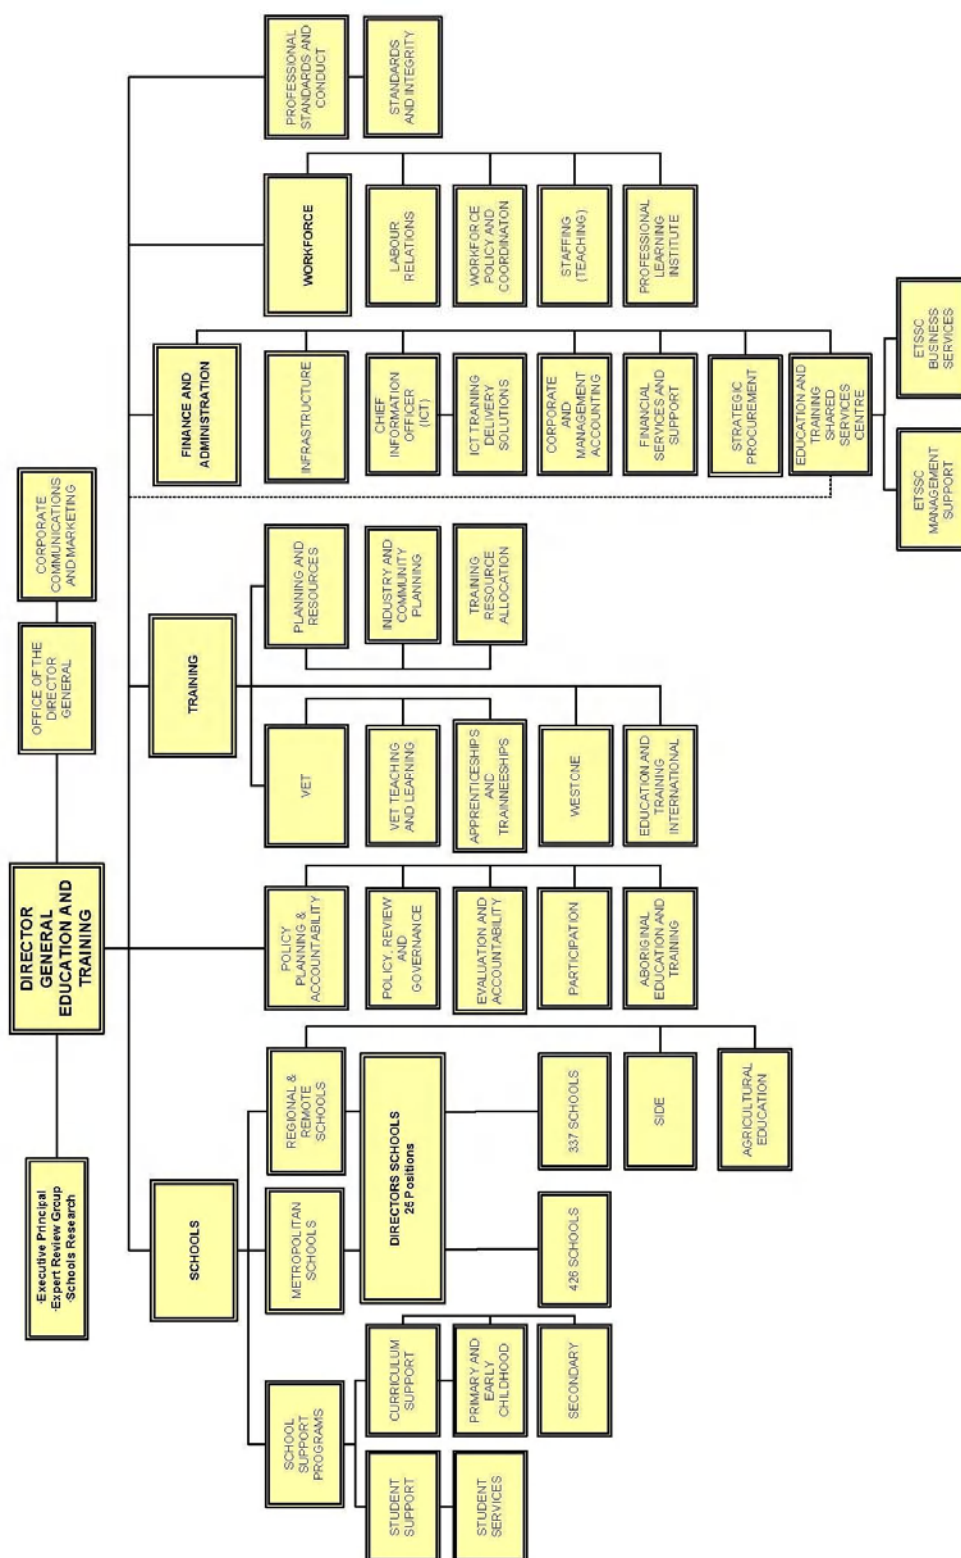 DIRECTOR
GENERAL
EDUCATION AND
TRAINING
·Executive Principal
·Expert Review Group
·Schools Research
OFFICE OF THE
DIRECTOR
GENERAL
CORPORATE
COMMUNICATIONS
AND MARKETING
SCHOOLS
SCHOOL
SUPPORT
PROGRAMS
METROPOLITAN
SCHOOLS
REGIONAL &
REMOTE
SCHOOLS
STUDENT
SUPPORT
CURRICULUM
SUPPORT
DIRECTORS SCHOOLS
25 Positions
STUDENT
SERVICES
PRIMARY AND
EARLY
CHILDHOOD
SECONDARY
426 SCHOOLS
337 SCHOOLS
SIDE
AGRICULTURAL
EDUCATION
POLICY
PLANNING &
ACCOUNTABILITY
POLICY, REVIEW
AND
GOVERNANCE
EVALUATION AND
ACCOUNTABILITY
PARTICIPATION
ABORIGINAL
EDUCATION AND
TRAINING
TRAINING
VET
VET TEACHING
AND LEARNING
APPRENTICESHIPS
AND
TRAINNEESHIPS
WESTONE
EDUCATION AND
TRAINING
INTERNATIONAL
PLANNING AND
RESOURCES
INDUSTRY AND
COMMUNITY
PLANNING
TRAINING
RESOURCE
ALLOCATION
FINANCE AND
ADMINISTRATION
INFRASTRUCTURE
CHIEF
INFORMATION
OFFICER
(ICT)
ICT TRAINING
DELIVERY
SOLUTIONS
CORPORATE
AND
MANAGEMENT
ACCOUNTING
FINANCIAL
SERVICES AND
SUPPORT
STRATEGIC
PROCUREMENT
EDUCATION AND
TRAINING
SHARED
SERVICES
CENTRE
ETSSC
MANAGEMENT
SUPPORT
ETSSC
BUSINESS
SERVICES
WORKFORCE
LABOUR
RELATIONS
WORKFORCE
POLICY AND
COORDINATON
STAFFING
(TEACHING)
PROFESSIONAL
LEARNING
INSTITUTE
PROFESSIONAL
STANDARDS AND
CONDUCT
STANDARDS
AND INTEGRITY